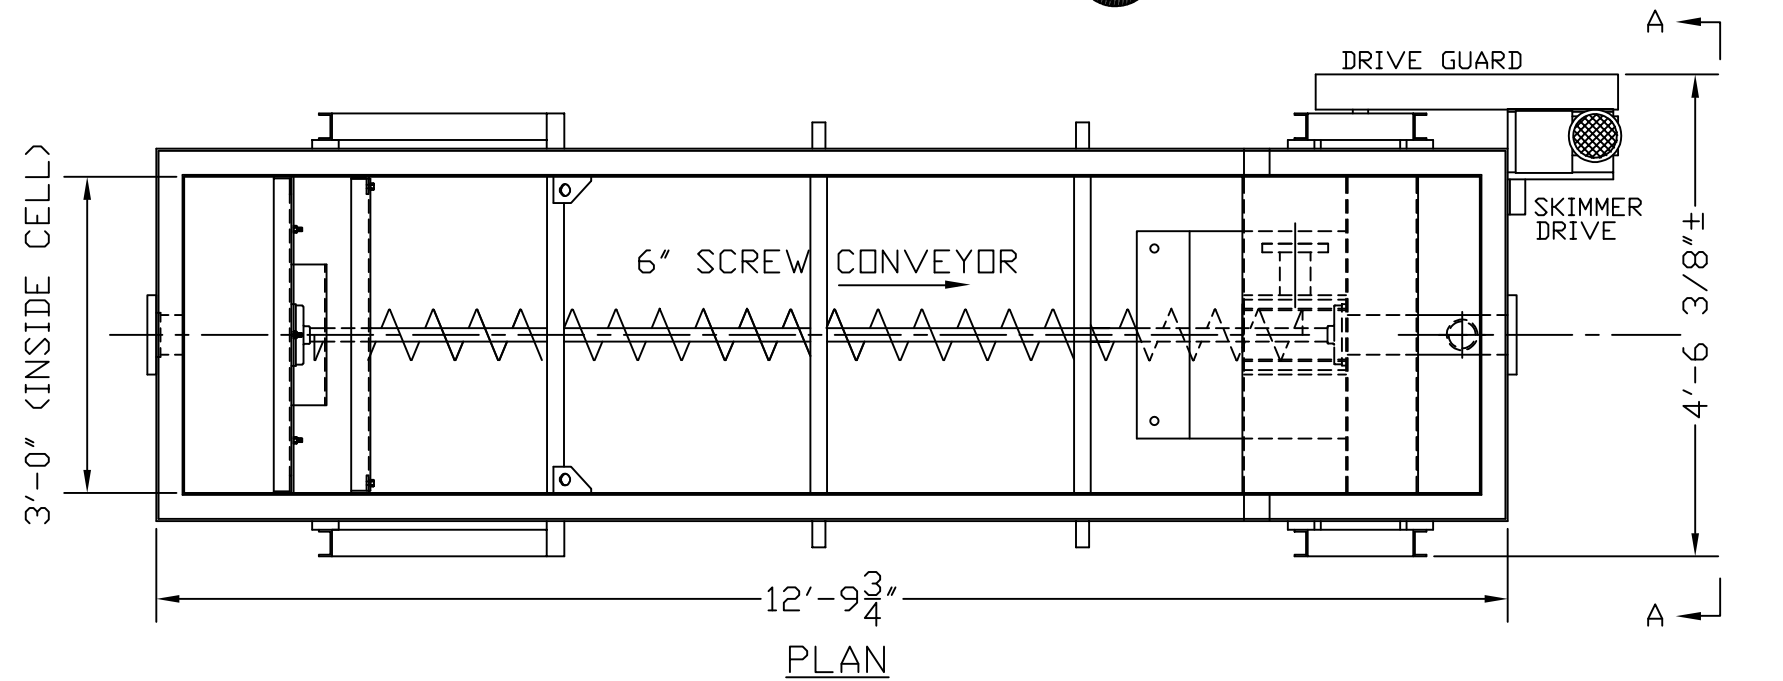 A
DRIVE GUARD
SKIMMER
DRIVE
3'-0" (INSIDE CELL)
6" SCREW CONVEYOR
4'-6 3/8"±
12'-9 3/4"
A
PLAN